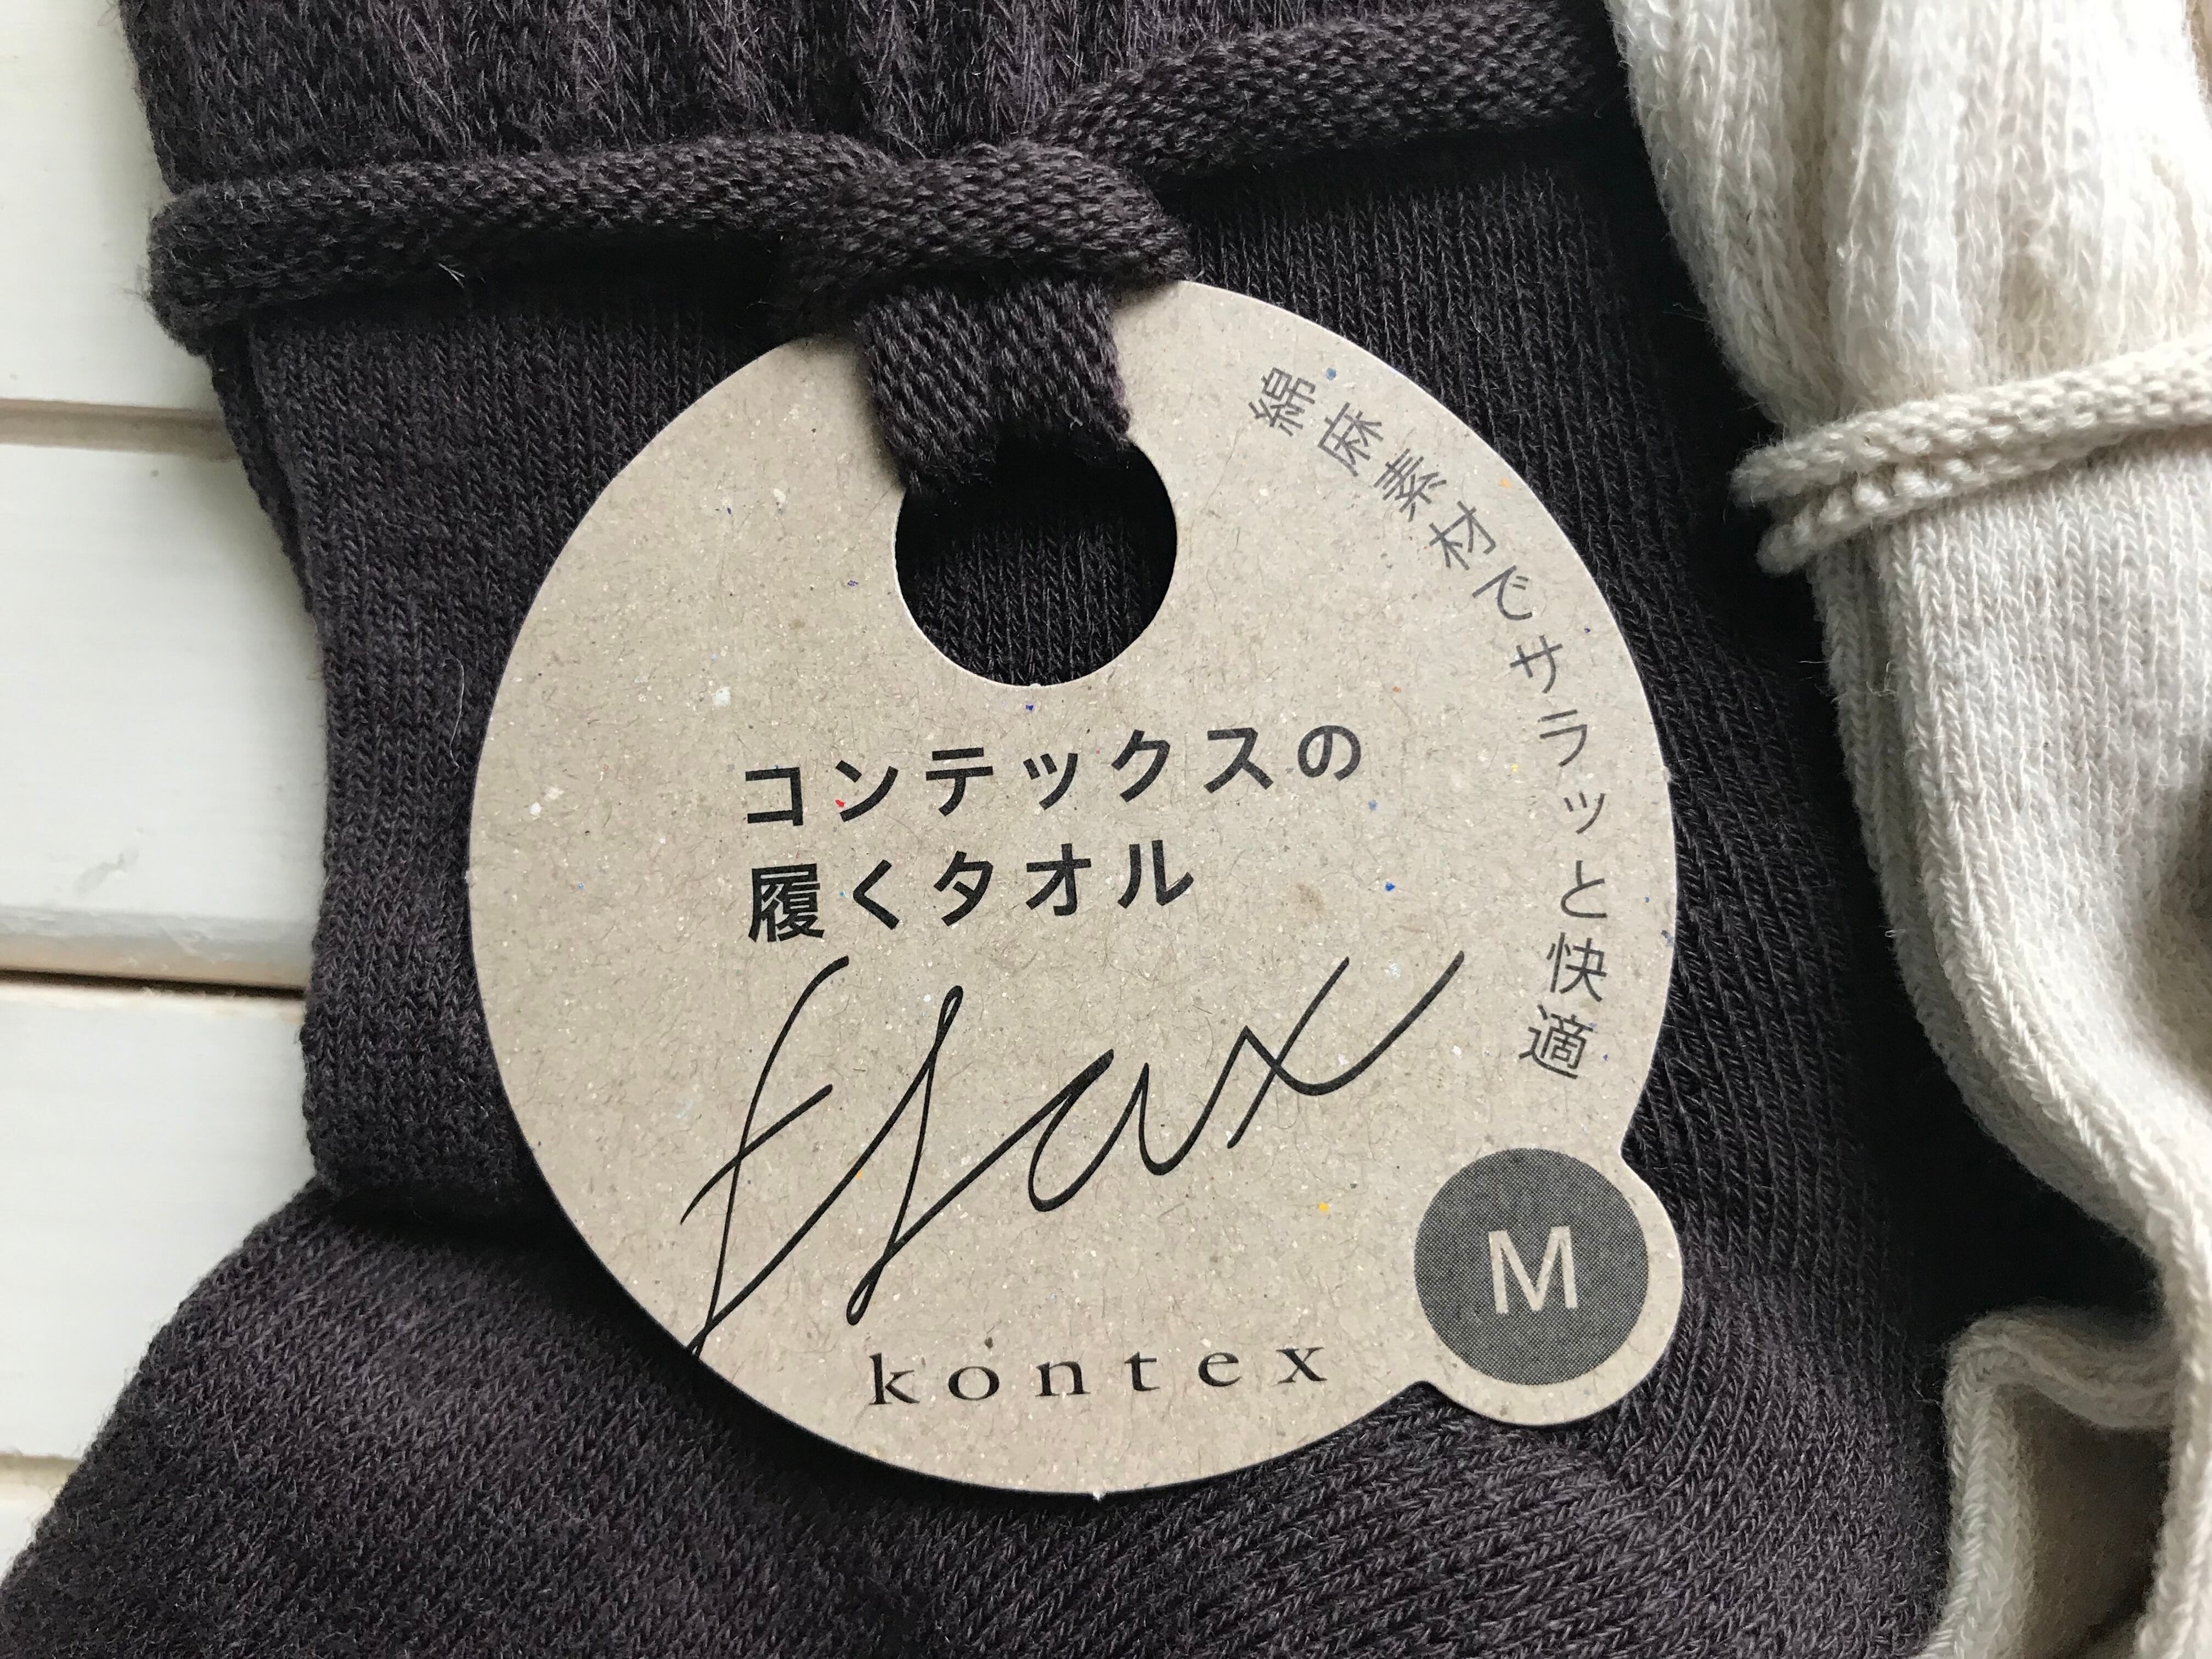 綿麻素材でサラッと快適
コンテックスの
履くタオル
flax
M
kontex